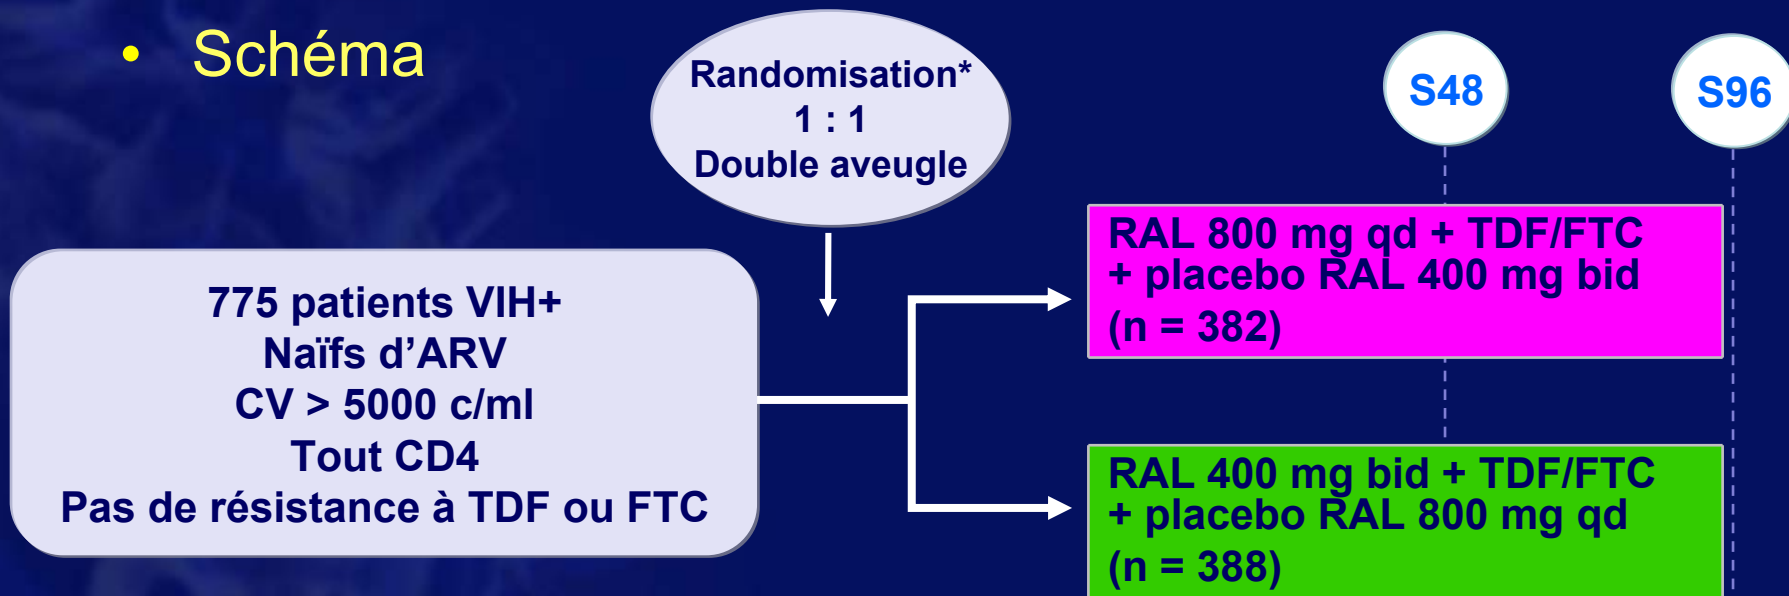 • Schéma
Randomisation*
1 : 1
Double aveugle
S48
S96
775 patients VIH+
Naïfs d’ARV
CV > 5000 c/ml
Tout CD4
Pas de résistance à TDF ou FTC
RAL 800 mg qd + TDF/FTC
+ placebo RAL 400 mg bid
(n = 382)
RAL 400 mg bid + TDF/FTC
+ placebo RAL 800 mg qd
(n = 388)